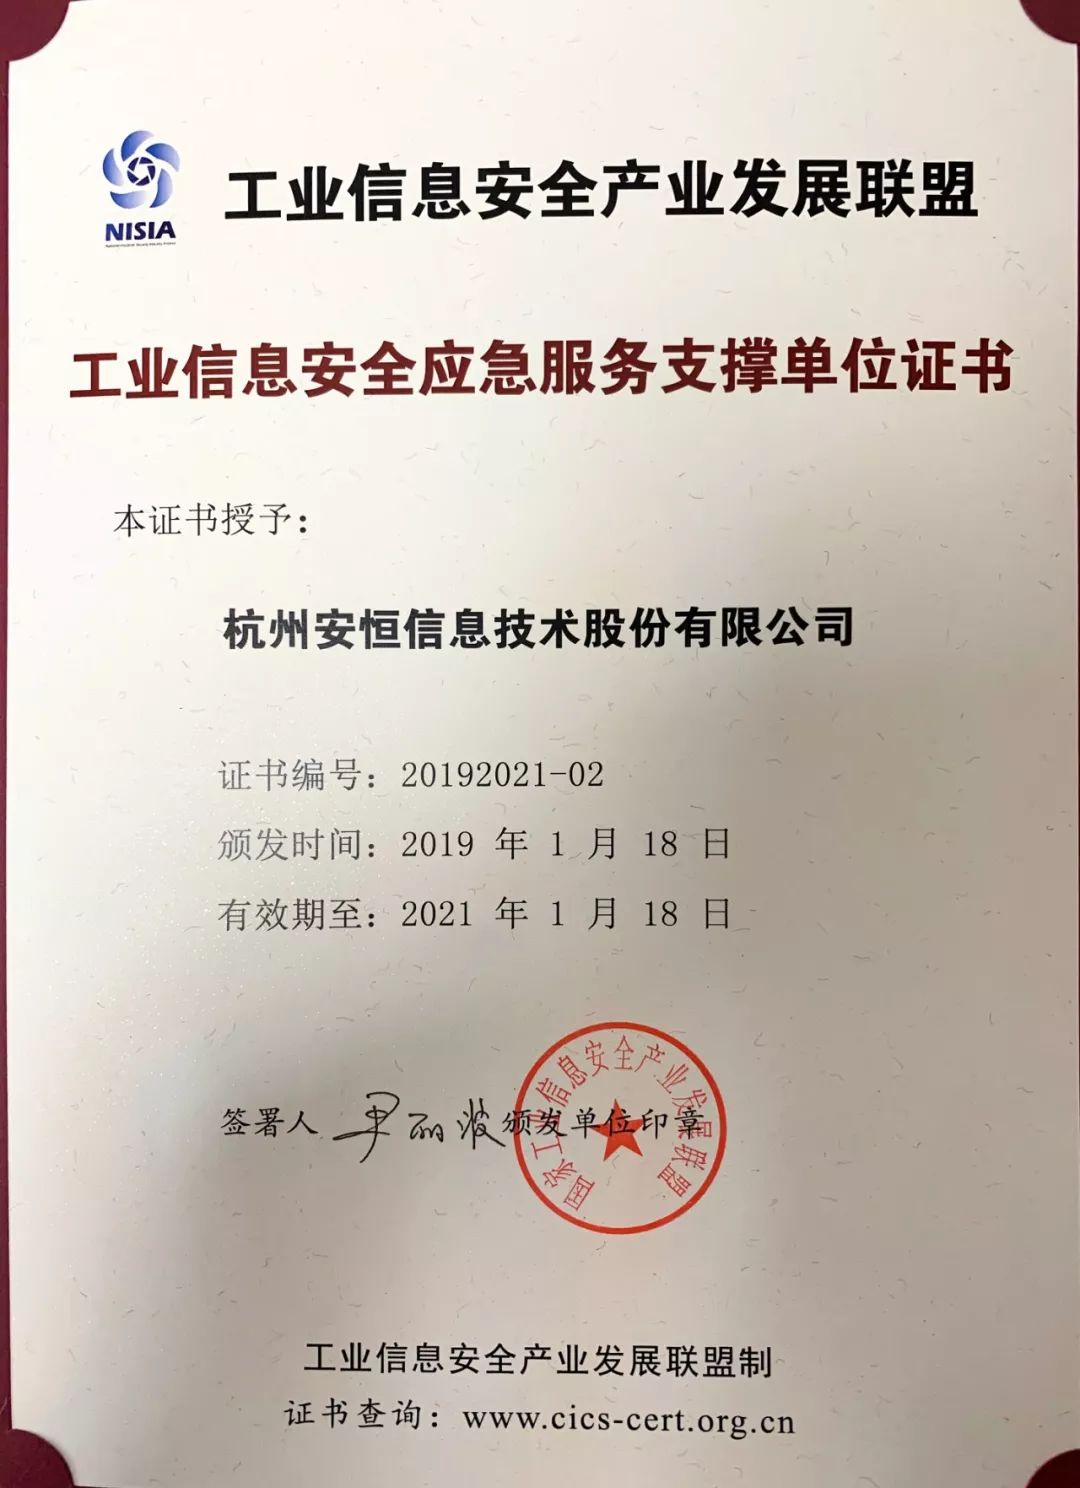 NISIA
工业信息安全产业发展联盟
工业信息安全应急服务支撑单位证书
本证书授予：
杭州安恒信息技术股份有限公司
证书编号：20192021-02
颁发时间：2019 年 1 月 18 日
有效期至：2021 年 1 月 18 日
签署人 尹丽波 颁发单位印章
国家工业信息安全产业发展联盟
工业信息安全产业发展联盟制
证书查询：www.cics-cert.org.cn